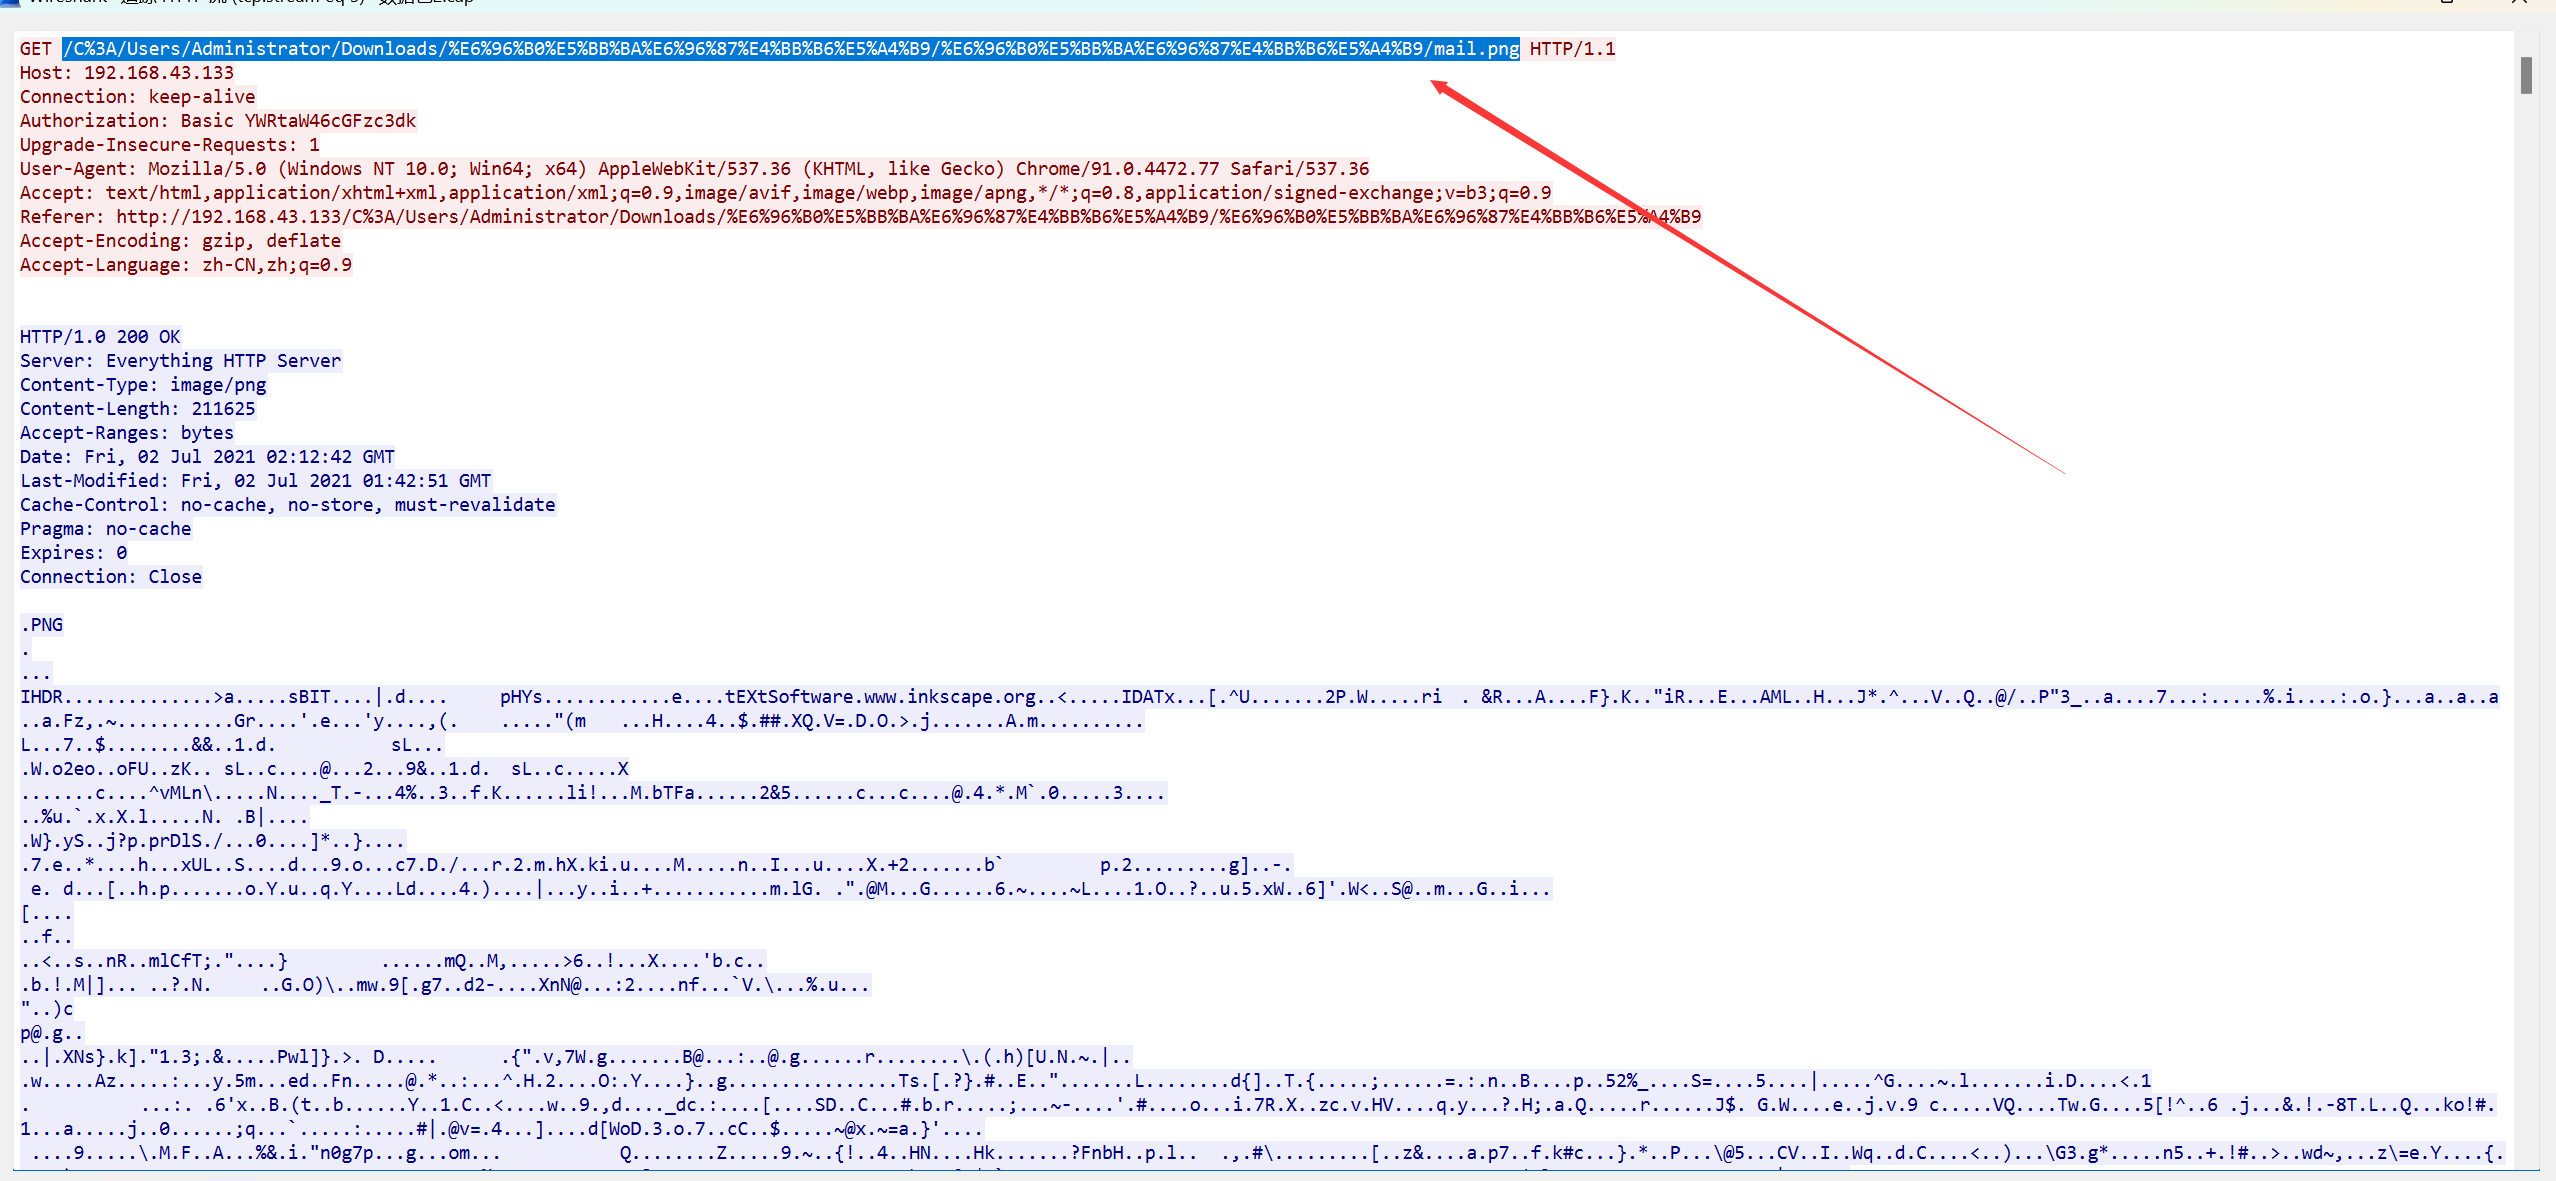 GET /C%3A/Users/Administrator/Downloads/%E6%96%B0%E5%BB%BA%E6%96%87%E4%BB%B6%E5%A4%B9/%E6%96%B0%E5%BB%BA%E6%96%87%E4%BB%B6%E5%A4%B9/mail.png HTTP/1.1
Host: 192.168.43.133
Connection: keep-alive
Authorization: Basic YWRtaW46cGFzc3dk
Upgrade-Insecure-Requests: 1
User-Agent: Mozilla/5.0 (Windows NT 10.0; Win64; x64) AppleWebKit/537.36 (KHTML, like Gecko) Chrome/91.0.4472.77 Safari/537.36
Accept: text/html,application/xhtml+xml,application/xml;q=0.9,image/avif,image/webp,image/apng,*/*;q=0.8,application/signed-exchange;v=b3;q=0.9
Referer: http://192.168.43.133/C%3A/Users/Administrator/Downloads/%E6%96%B0%E5%BB%BA%E6%96%87%E4%BB%B6%E5%A4%B9/%E6%96%B0%E5%BB%BA%E6%96%87%E4%BB%B6%E5%A4%B9
Accept-Encoding: gzip, deflate
Accept-Language: zh-CN,zh;q=0.9
HTTP/1.0 200 OK
Server: Everything HTTP Server
Content-Type: image/png
Content-Length: 211625
Accept-Ranges: bytes
Date: Fri, 02 Jul 2021 02:12:42 GMT
Last-Modified: Fri, 02 Jul 2021 01:42:51 GMT
Cache-Control: no-cache, no-store, must-revalidate
Pragma: no-cache
Expires: 0
Connection: Close
.PNG
.
...
IHDR..............>a.....sBIT....|.d.... pHYs............e....tEXtSoftware.www.inkscape.org..<.....IDATx...[.^U.......2P.W.....ri . &R...A....F}.K.."iR...E...AML..H...J*.^...V..Q..@/..P"3_..a....7...:.....%.i....:.o.}...a..a..a
..a.Fz,.~...........Gr....'.e...'y....,(. ....."(m ...H....4..$.##.XQ.V=.D.O.>.j.......A.m..........
L...7..$........&&..1.d. sL...
.W.o2eo..oFU..zK.. sL..c....@...2...9&..1.d. sL..c.....X
.......c....^vMLn\.....N...._T.-...4%..3..f.K......li!...M.bTFa......2&5......c...c....@.4.*.M`.0.....3....
..%u.`.x.X.l.....N. .B|....
.W}.yS..j?p.prDlS./...0....]*..}....
.7.e..*....h...xUL..S....d...9.o...c7.D./...r.2.m.hX.ki.u....M.....n..I...u....X.+2.......b` p.2.........g]..-.
e. d...[..h.p.......o.Y.u..q.Y....Ld....4.)....|...y..i..+...........m.lG. .".@M...G......6.~....~L....1.O..?..u.5.xW..6]'.W<..S@..m...G..i...
[....
..f..
..<..s..nR..mlCfT;."....} ......mQ..M,.....>6..!...X....'b.c..
.b.!.M|]... ..?.N. ..G.O)\..mw.9[.g7..d2-....XnN@...:2....nf...`V.\...%.u...
"..)c
p@.g..
..|.XNs}.k]."1.3;.&.....Pwl]}.>. D..... .{".v,7W.g.......B@...:..@.g......r........\.(.h)[U.N.~.|..
.w.....Az.....:...y.5m...ed..Fn.....@.*..:...^.H.2....O:.Y....}..g................Ts.[.?}.#..E..".......L........d{]..T.{.....;......=.:.n..B....p..52%_....S=....5....|.....^G....~.l.......i.D....<.1
. ...:. .6'x..B.(t..b......Y..1.C..<....w..9.,d...._dc.:....[....SD..C...#.b.r.....;...~-....'.#....o...i.7R.X..zc.v.HV....q.y...?.H;.a.Q.....r......J$. G.W....e..j.v.9 c.....VQ....Tw.G....5[!^..6 .j...&.!.-8T.L..Q...ko!#.
1...a.....j..0......;q...`.....:.....#|.@v=.4...]....d[WoD.3.o.7..cC..$.....~@x.~=a.}'....
....9.....\.M.F..A...%&.i."n0g7p...g...om... Q........Z.....9.~..{!..4..HN....Hk.......?FnbH..p.l.. .,.#\.........[..z&....a.p7..f.k#c...}.*..P...\@5...CV..I..Wq..d.C....<..)...\G3.g*.....n5..+.!#..>..wd~,...z\=e.Y....{.